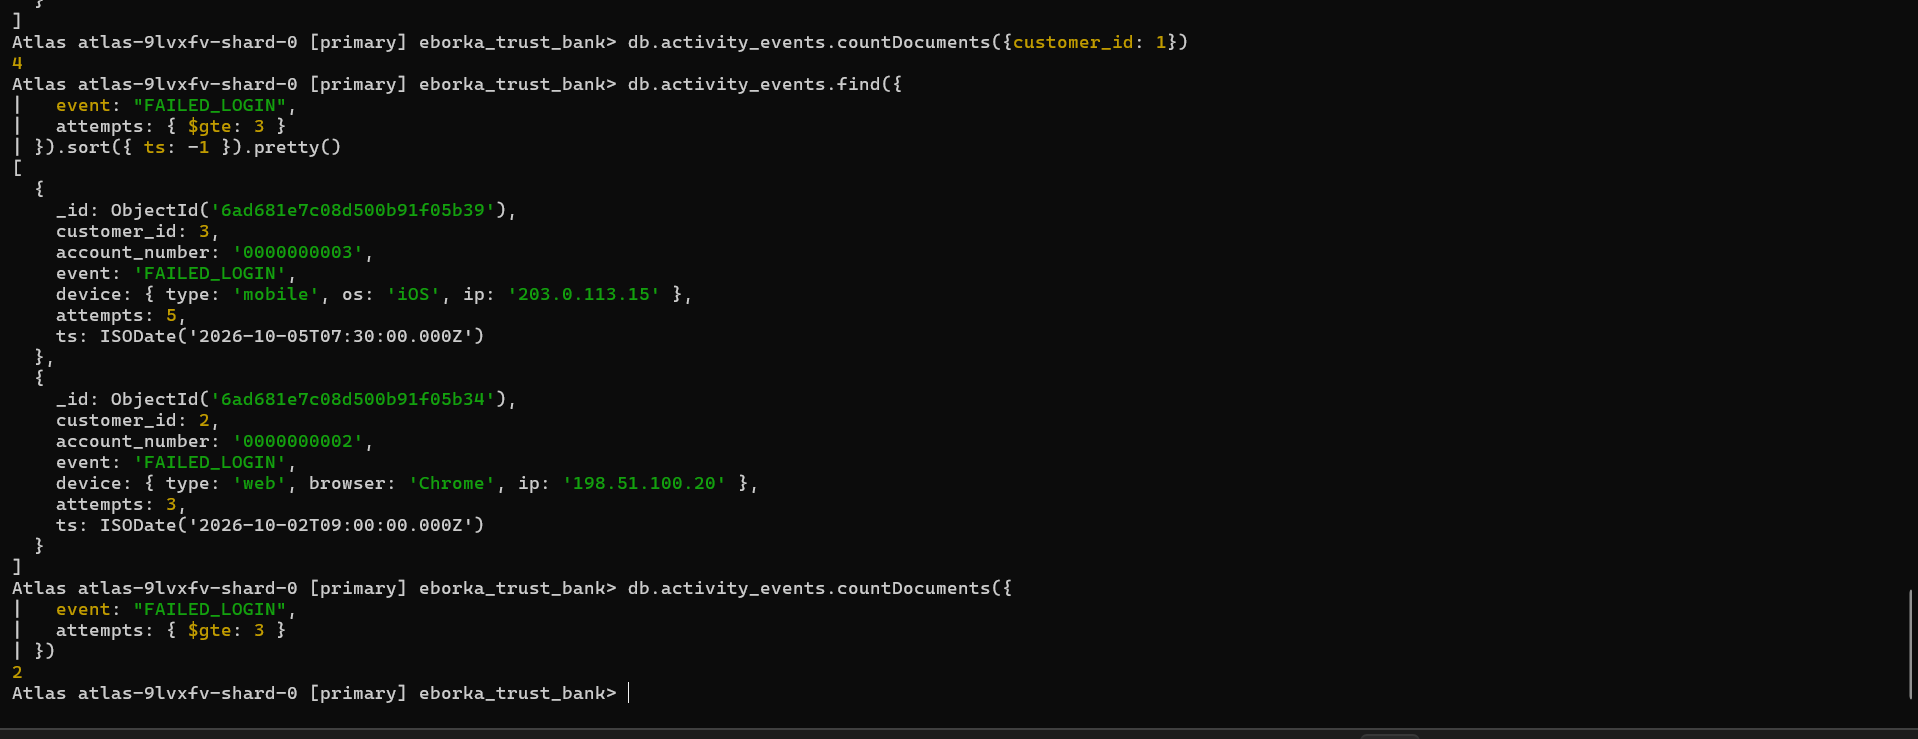 }
]
Atlas atlas-9lvxfv-shard-0 [primary] eborka_trust_bank> db.activity_events.countDocuments({customer_id: 1})
4
Atlas atlas-9lvxfv-shard-0 [primary] eborka_trust_bank> db.activity_events.find({
|   event: "FAILED_LOGIN",
|   attempts: { $gte: 3 }
| }).sort({ ts: -1 }).pretty()
[
  {
    _id: ObjectId('6ad681e7c08d500b91f05b39'),
    customer_id: 3,
    account_number: '0000000003',
    event: 'FAILED_LOGIN',
    device: { type: 'mobile', os: 'iOS', ip: '203.0.113.15' },
    attempts: 5,
    ts: ISODate('2026-10-05T07:30:00.000Z')
  },
  {
    _id: ObjectId('6ad681e7c08d500b91f05b34'),
    customer_id: 2,
    account_number: '0000000002',
    event: 'FAILED_LOGIN',
    device: { type: 'web', browser: 'Chrome', ip: '198.51.100.20' },
    attempts: 3,
    ts: ISODate('2026-10-02T09:00:00.000Z')
  }
]
Atlas atlas-9lvxfv-shard-0 [primary] eborka_trust_bank> db.activity_events.countDocuments({
|   event: "FAILED_LOGIN",
|   attempts: { $gte: 3 }
| })
2
Atlas atlas-9lvxfv-shard-0 [primary] eborka_trust_bank>